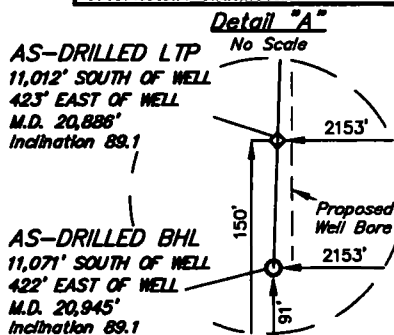 Detail "A"
No Scale
AS-DRILLED LTP
11,012' SOUTH OF WELL
423' EAST OF WELL
M.D. 20,886'
Inclination 89.1
2153'
150'
Proposed
Well Bore
AS-DRILLED BHL
11,071' SOUTH OF WELL
422' EAST OF WELL
M.D. 20,945'
Inclination 89.1
2153'
91'